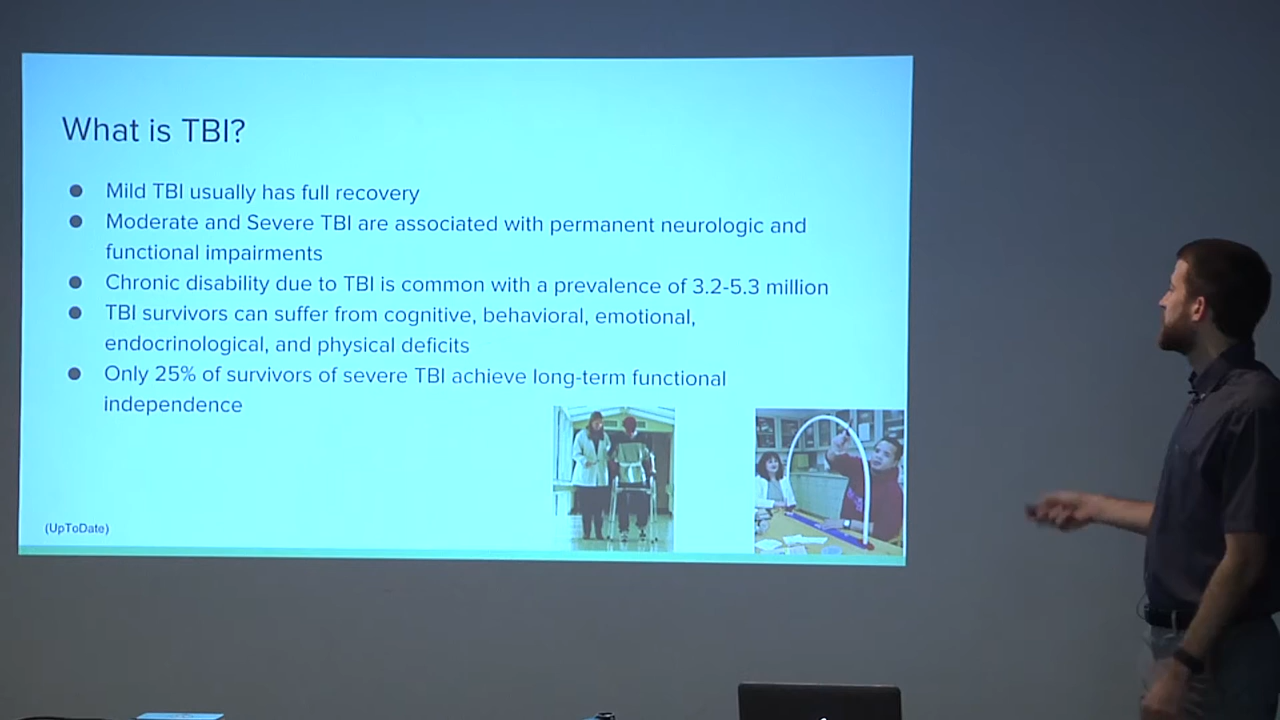 What is TBI?
Mild TBI usually has full recovery
Moderate and Severe TBI are associated with permanent neurologic and
functional impairments
Chronic disability due to TBI is common with a prevalence of 3.2-5.3 million
TBI survivors can suffer from cognitive, behavioral, emotional,
endocrinological, and physical deficits
Only 25% of survivors of severe TBI achieve long-term functional
independence
(UpToDate)